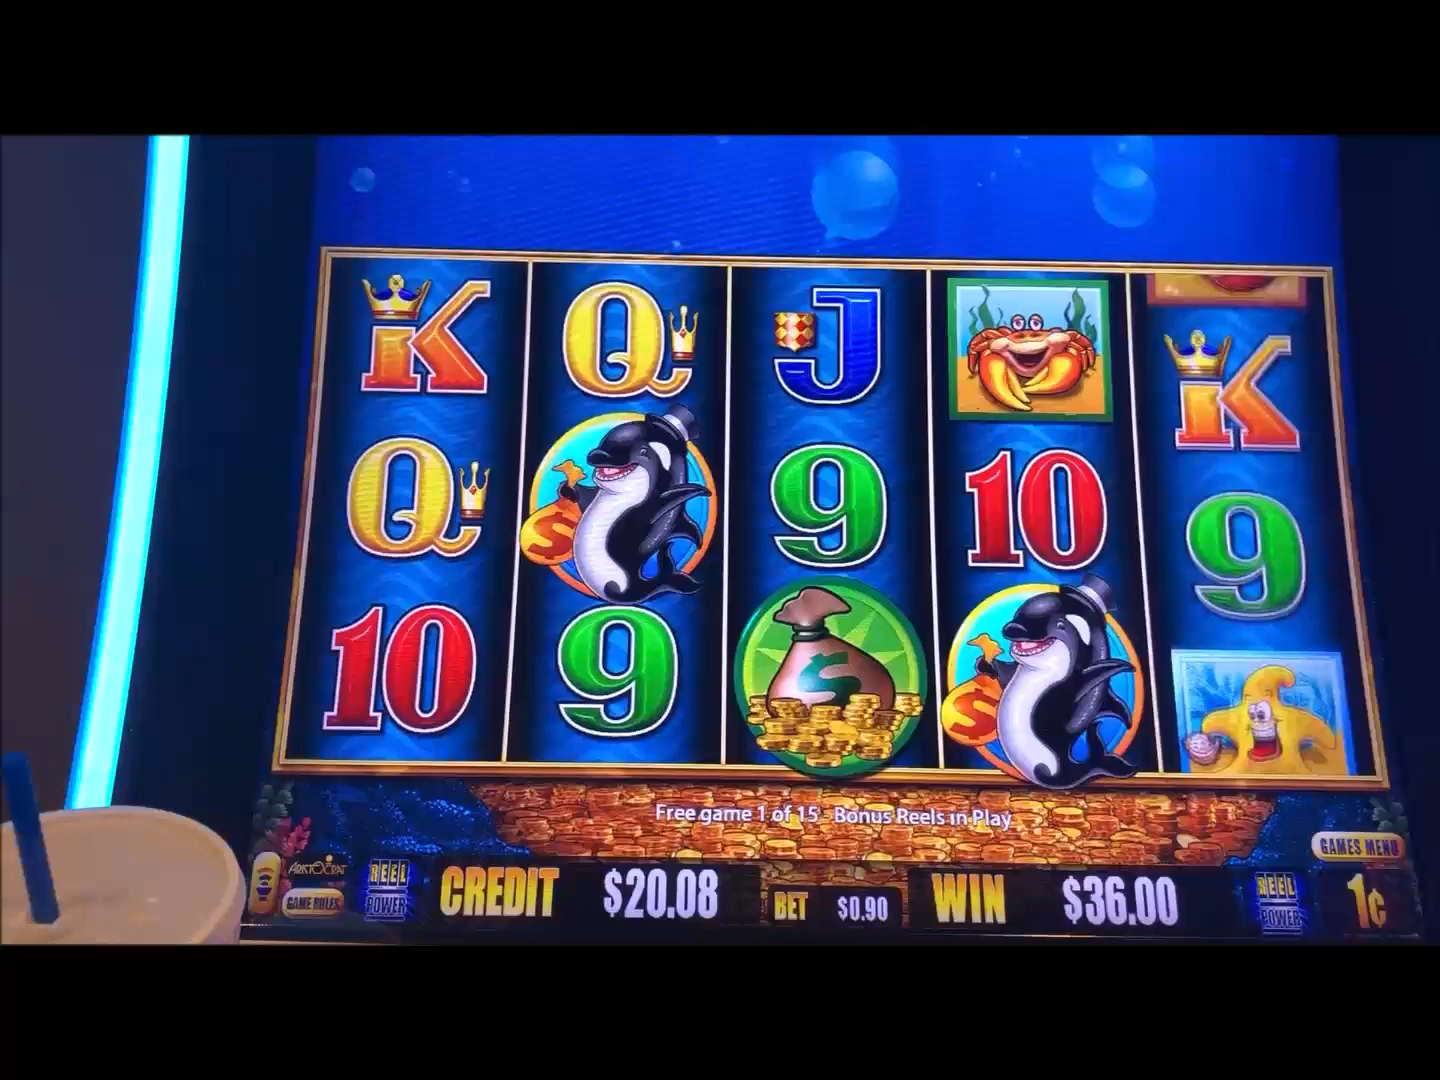 K Q J
K
Q 9 10
9
10 9
Free game 1 of 15 - Bonus Reels in Play
GAMES MENU
ARISTOCRAT
GAME RULES
REEL POWER
CREDIT $20.08
BET $0.90
WIN $36.00
REEL POWER
1¢